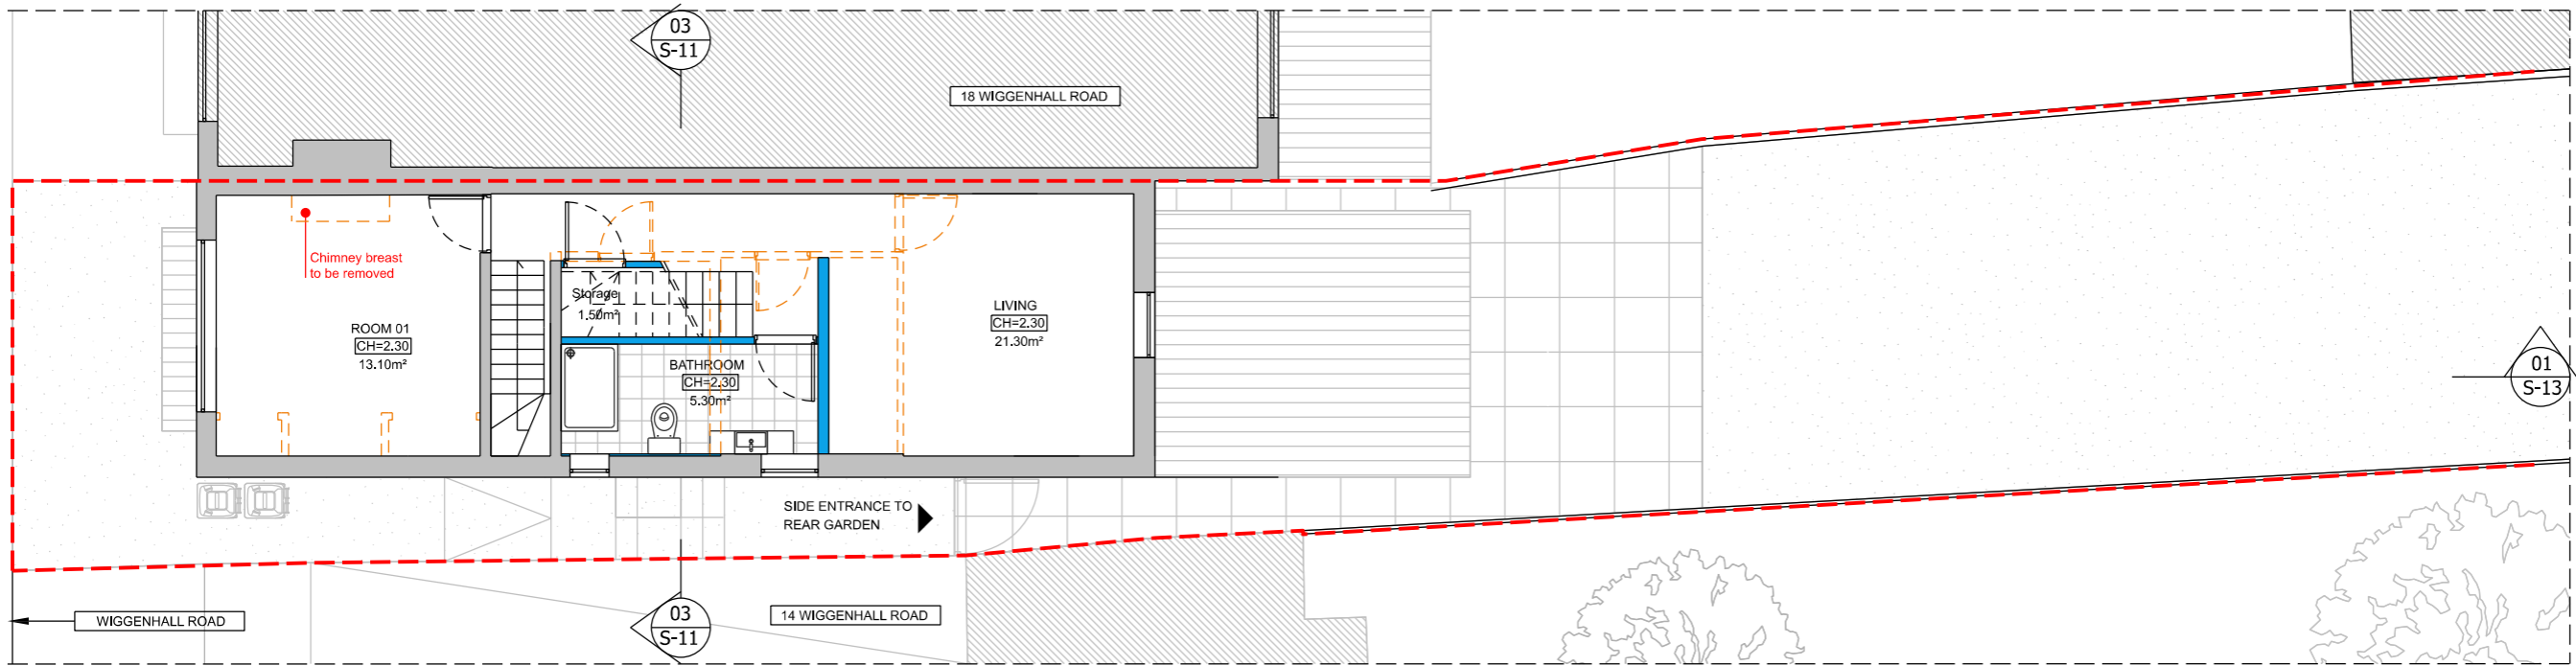 03
S-11
18 WIGGENHALL ROAD
Chimney breast
to be removed
ROOM 01
CH=2.30
13.10m²
Storage
1.50m²
BATHROOM
CH=2.30
5.30m²
LIVING
CH=2.30
21.30m²
01
S-13
SIDE ENTRANCE TO
REAR GARDEN
WIGGENHALL ROAD
03
S-11
14 WIGGENHALL ROAD